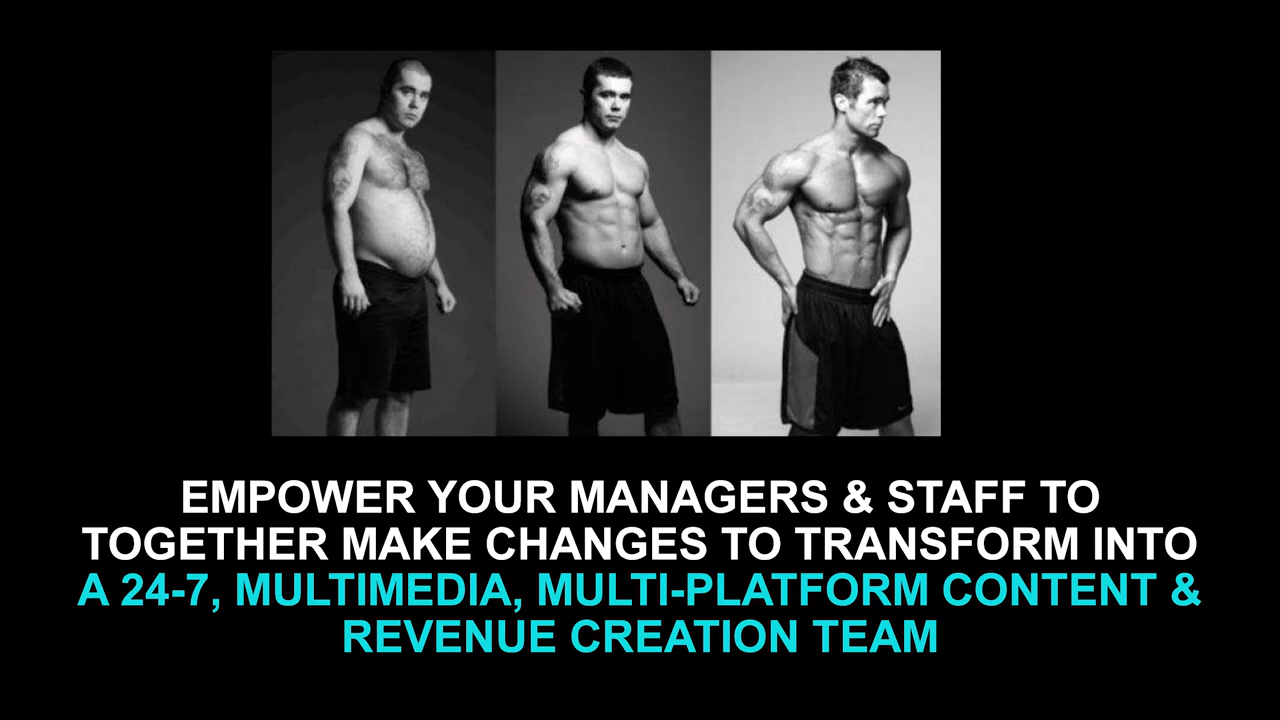 EMPOWER YOUR MANAGERS & STAFF TO
TOGETHER MAKE CHANGES TO TRANSFORM INTO
A 24-7, MULTIMEDIA, MULTI-PLATFORM CONTENT &
REVENUE CREATION TEAM